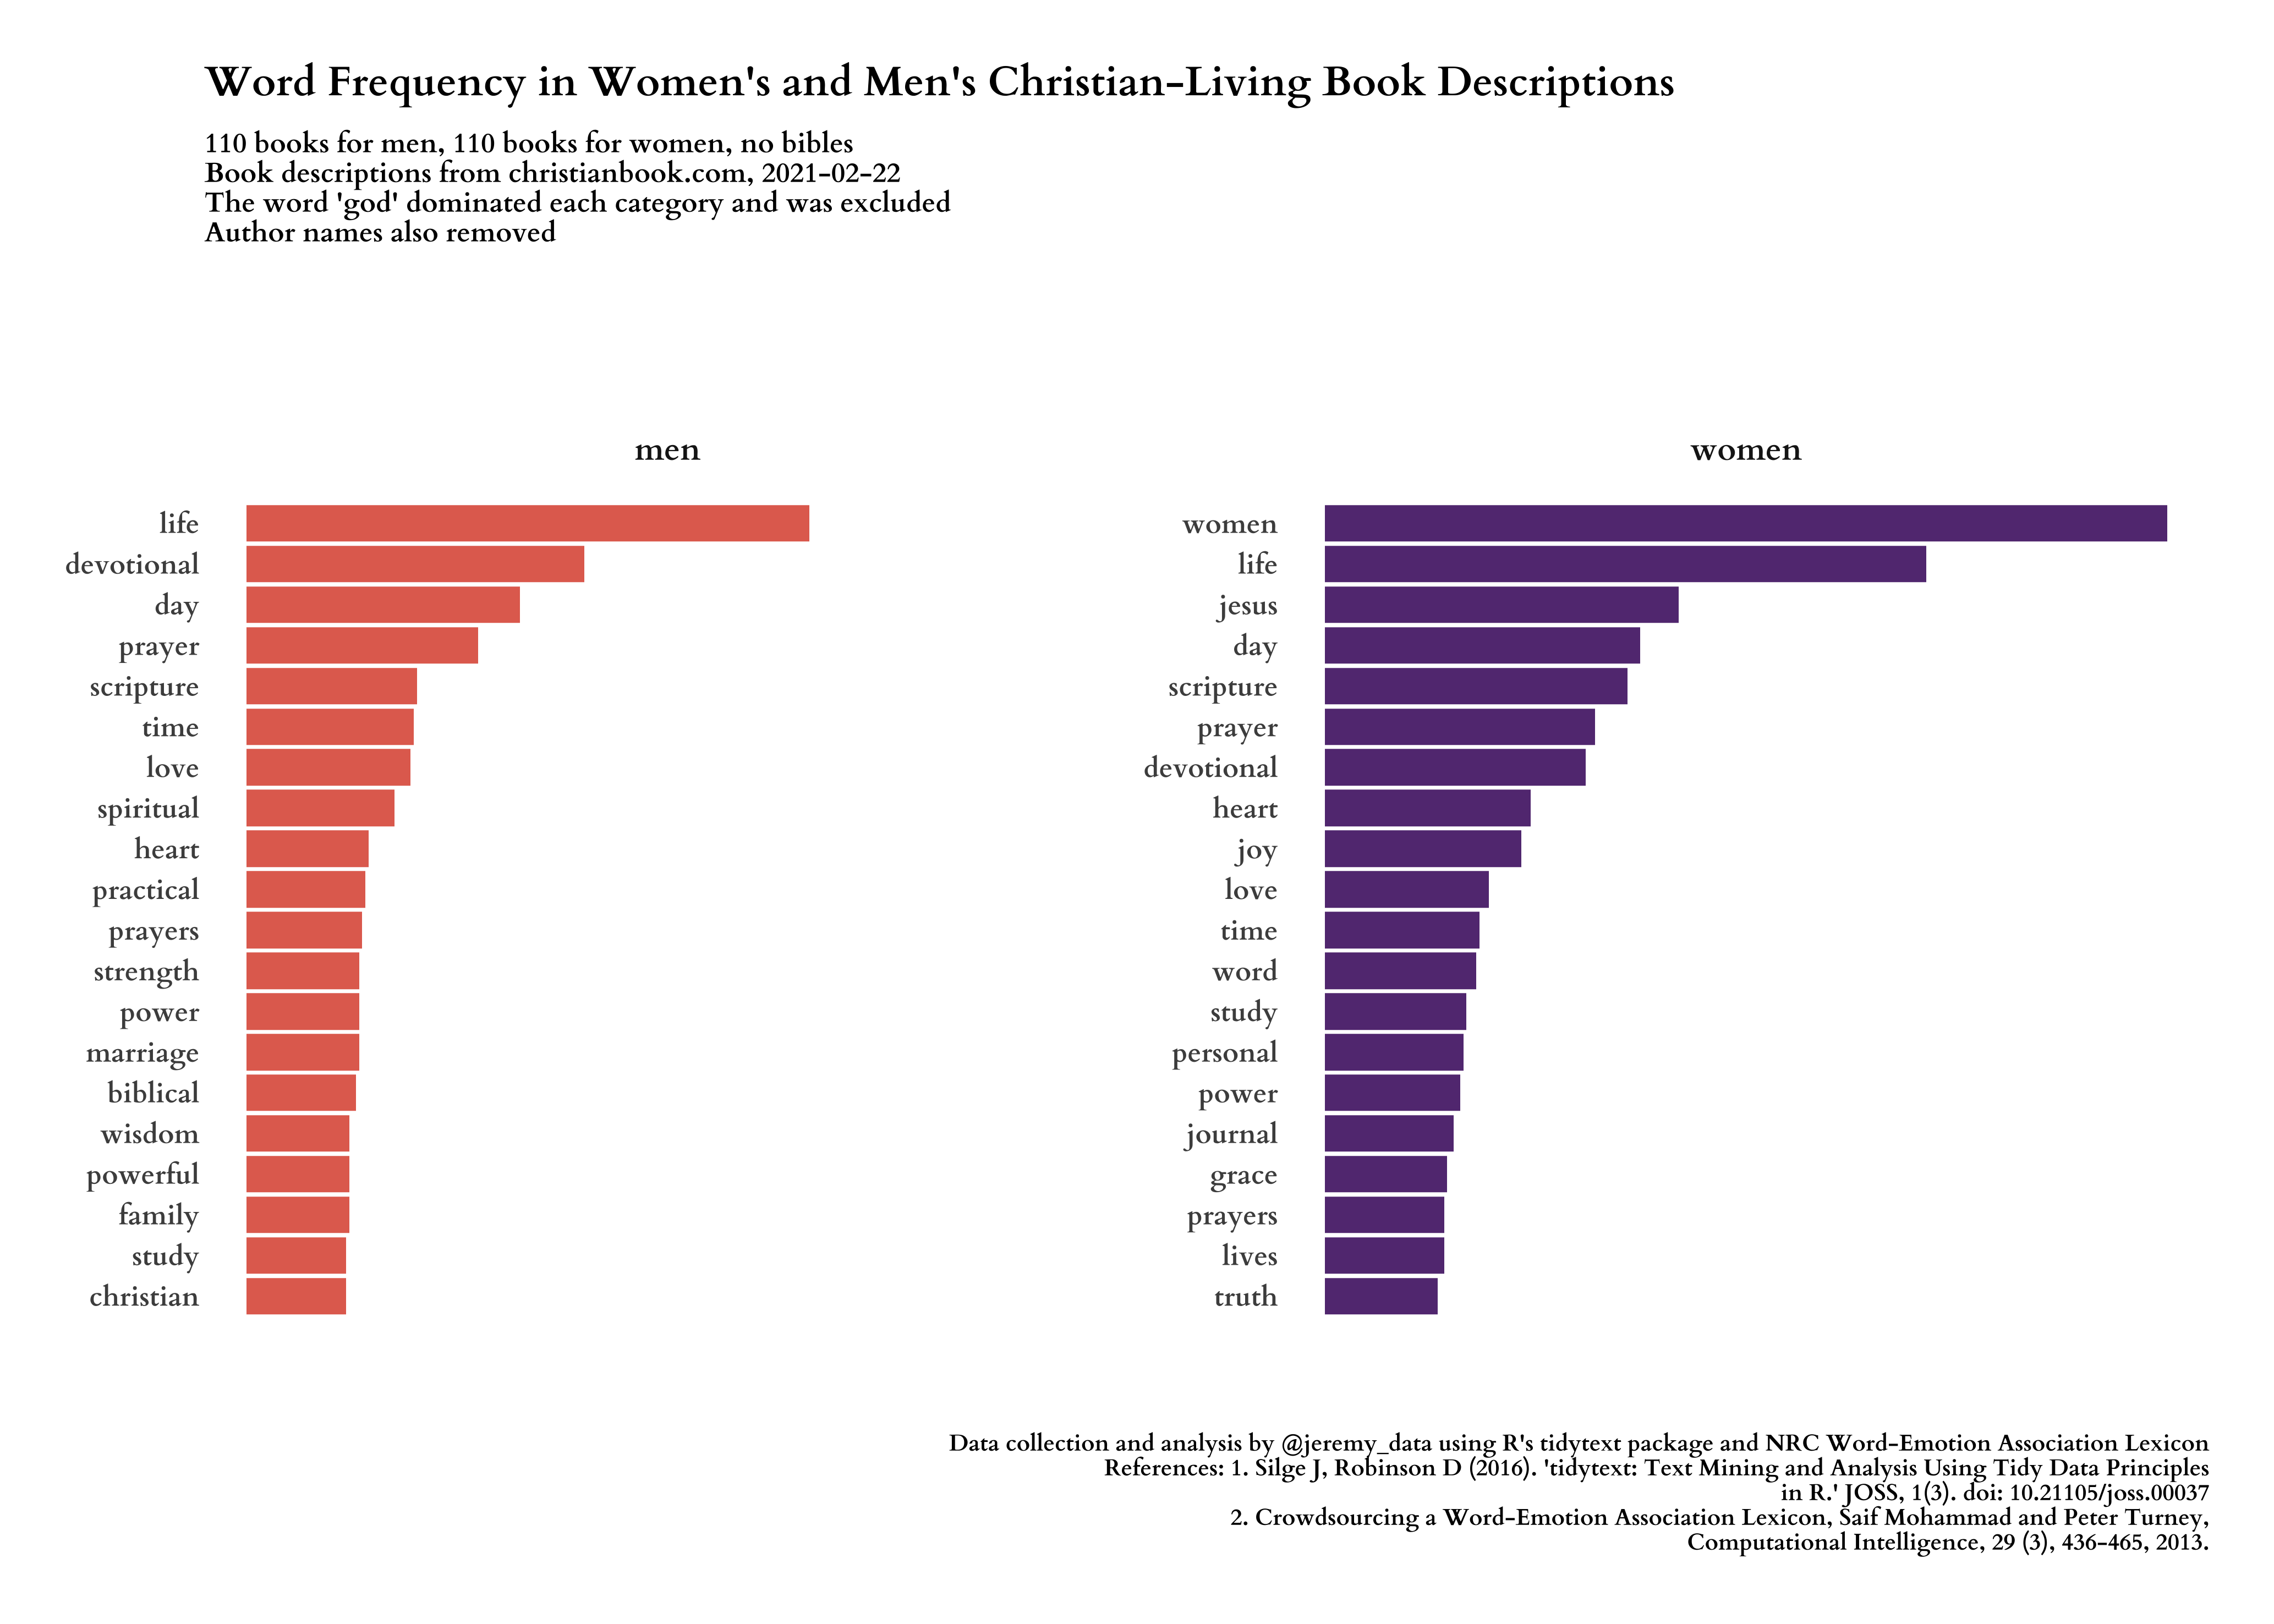 Word Frequency in Women's and Men's Christian-Living Book Descriptions
110 books for men, 110 books for women, no bibles
Book descriptions from christianbook.com, 2021-02-22
The word 'god' dominated each category and was excluded
Author names also removed
men
life
devotional
day
prayer
scripture
time
love
spiritual
heart
practical
prayers
strength
power
marriage
biblical
wisdom
powerful
family
study
christian
women
women
life
jesus
day
scripture
prayer
devotional
heart
joy
love
time
word
study
personal
power
journal
grace
prayers
lives
truth
Data collection and analysis by @jeremy_data using R's tidytext package and NRC Word-Emotion Association Lexicon
References: 1. Silge J, Robinson D (2016). 'tidytext: Text Mining and Analysis Using Tidy Data Principles
in R.' JOSS, 1(3). doi: 10.21105/joss.00037
2. Crowdsourcing a Word-Emotion Association Lexicon, Saif Mohammad and Peter Turney,
Computational Intelligence, 29 (3), 436-465, 2013.